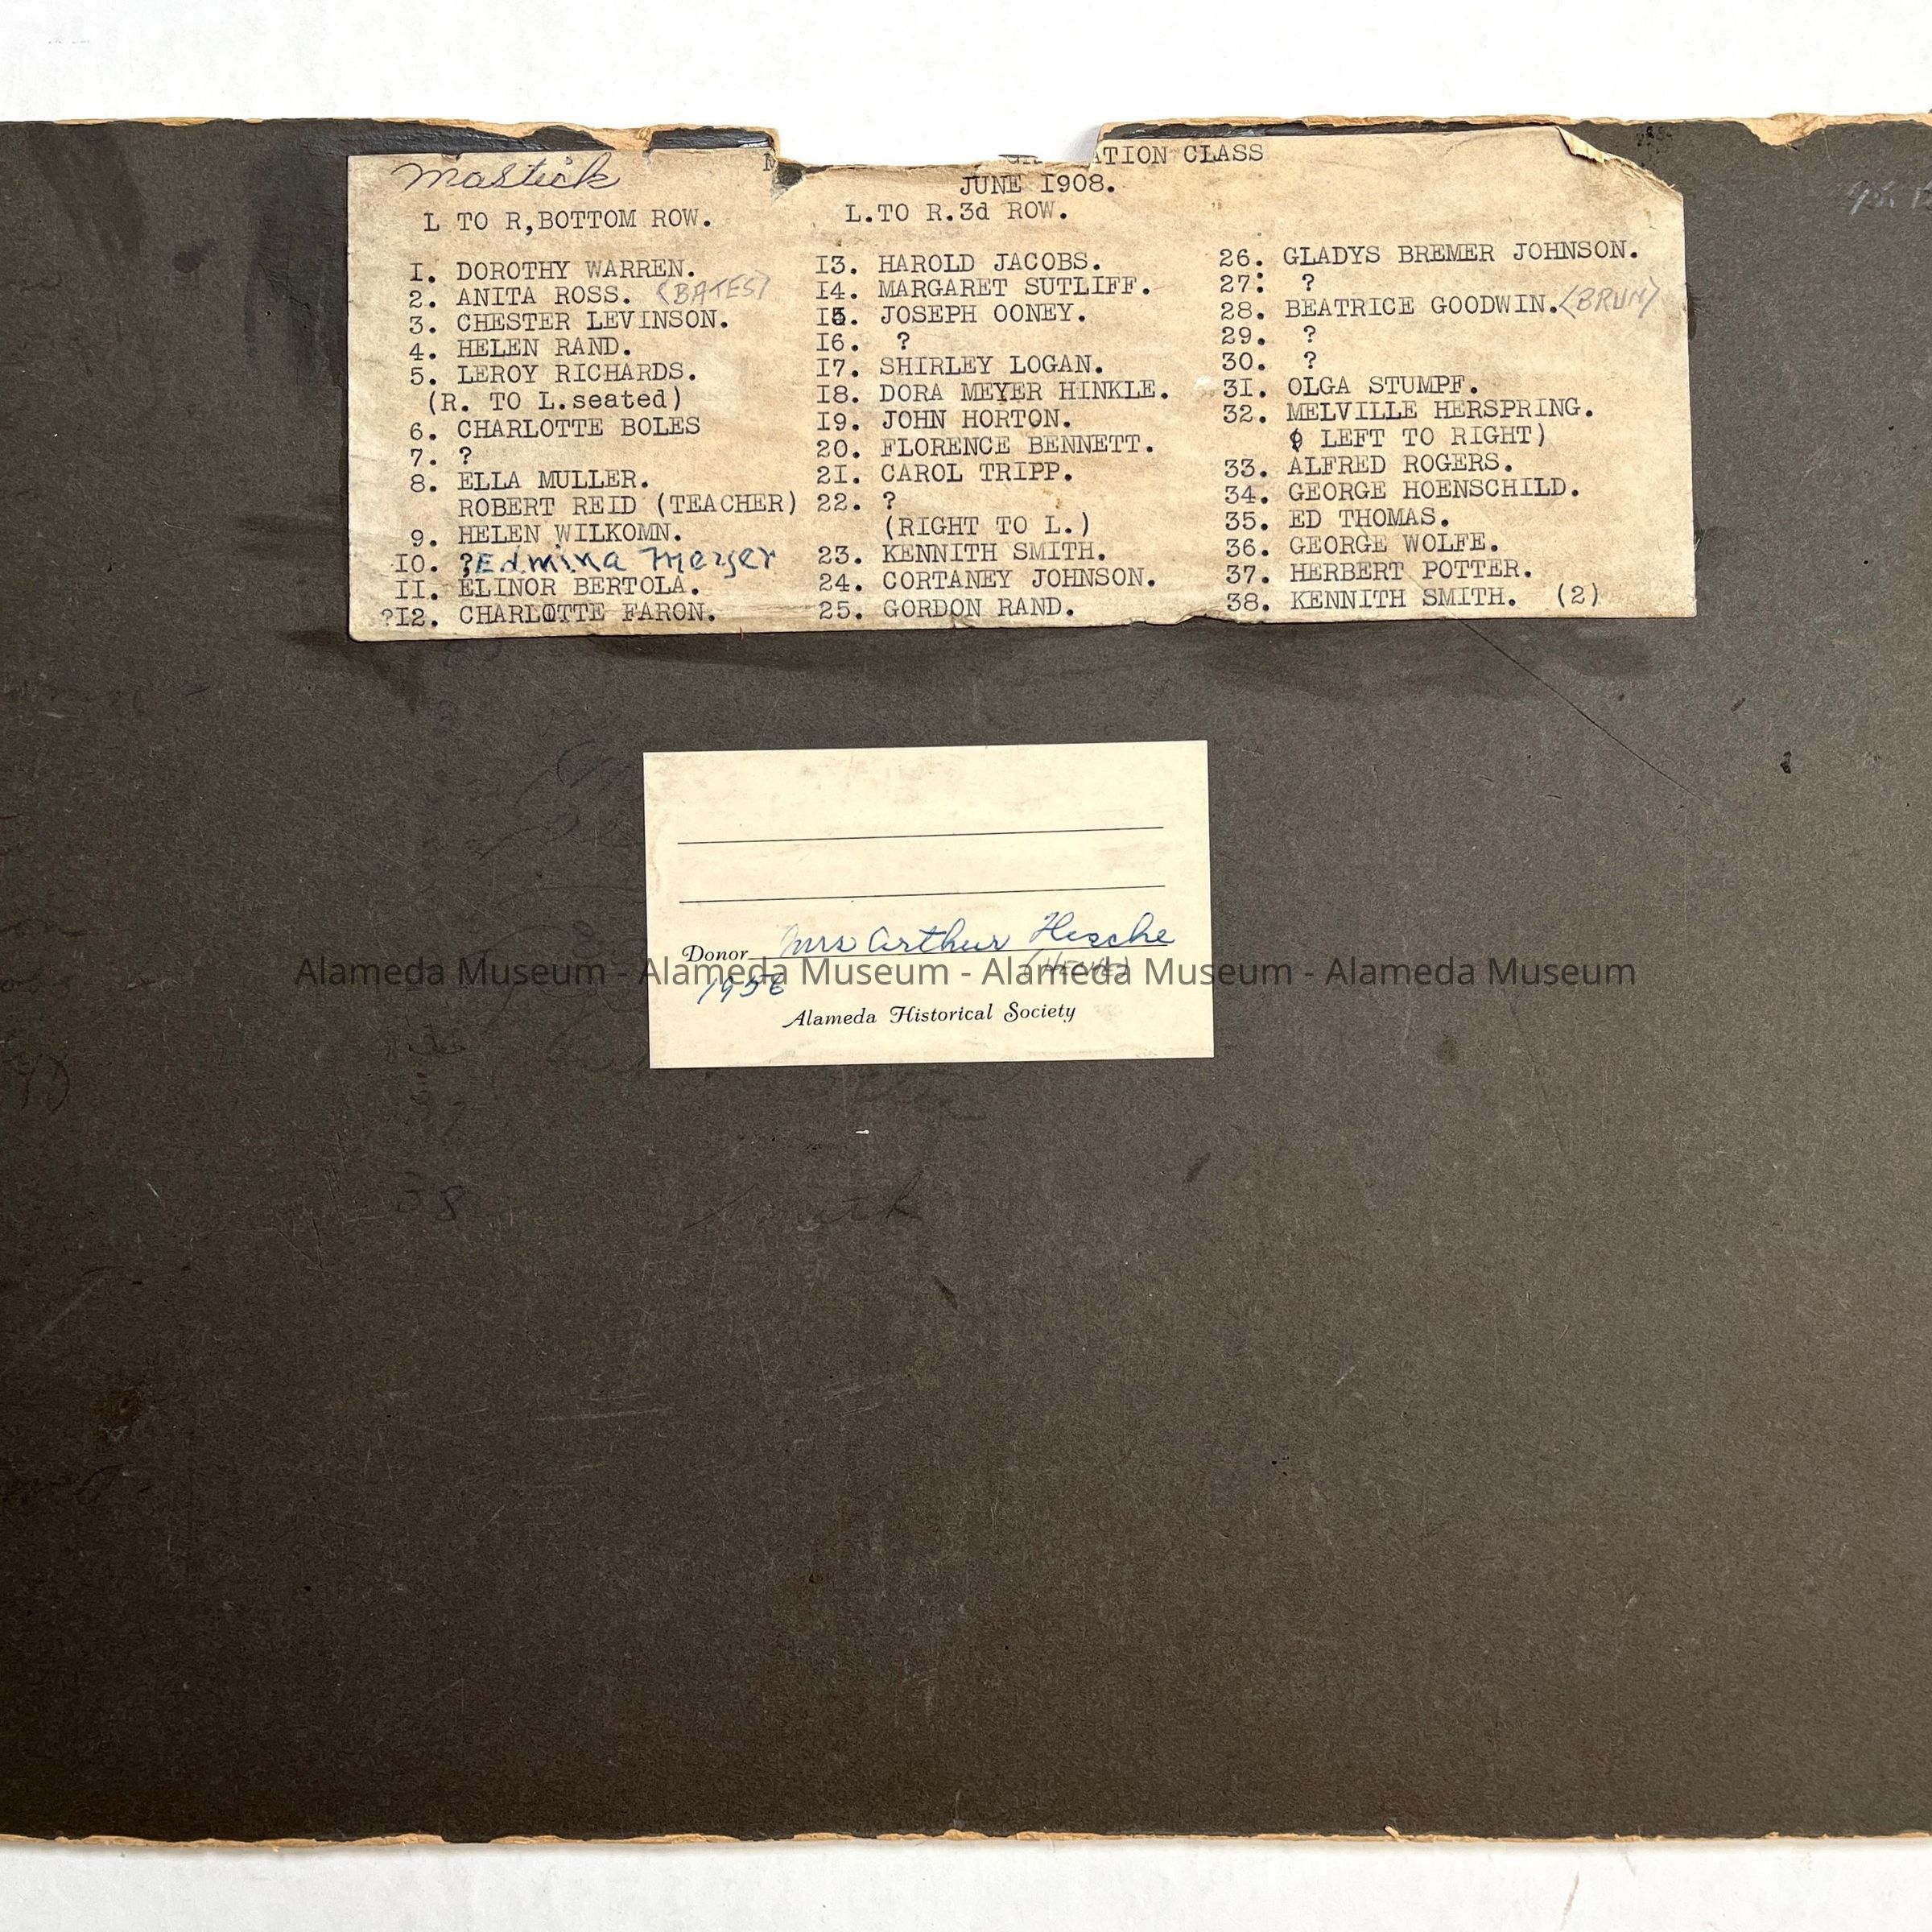 Mastick
ATION CLASS
JUNE 1908.
L TO R,BOTTOM ROW.
1. DOROTHY WARREN.
2. ANITA ROSS. (BATES)
3. CHESTER LEVINSON.
4. HELEN RAND.
5. LEROY RICHARDS.
(R. TO L.seated)
6. CHARLOTTE BOLES
7. ?
8. ELLA MULLER.
ROBERT REID (TEACHER)
9. HELEN WILKOMN.
10. ?Edmina Meyer
11. ELINOR BERTOLA.
?12. CHARLOTTE FARON.
L.TO R.3d ROW.
13. HAROLD JACOBS.
14. MARGARET SUTLIFF.
15. JOSEPH OONEY.
16. ?
17. SHIRLEY LOGAN.
18. DORA MEYER HINKLE.
19. JOHN HORTON.
20. FLORENCE BENNETT.
21. CAROL TRIPP.
22. ?
(RIGHT TO L.)
23. KENNITH SMITH.
24. CORTANEY JOHNSON.
25. GORDON RAND.
26. GLADYS BREMER JOHNSON.
27: ?
28. BEATRICE GOODWIN.(BRUN)
29. ?
30. ?
31. OLGA STUMPF.
32. MELVILLE HERSPRING.
( LEFT TO RIGHT)
33. ALFRED ROGERS.
34. GEORGE HOENSCHILD.
35. ED THOMAS.
36. GEORGE WOLFE.
37. HERBERT POTTER.
38. KENNITH SMITH. (2)
Donor Mrs Arthur Hesche
Alameda Museum - Alameda Museum - Alameda Museum - Alameda Museum
Alameda Historical Society
38